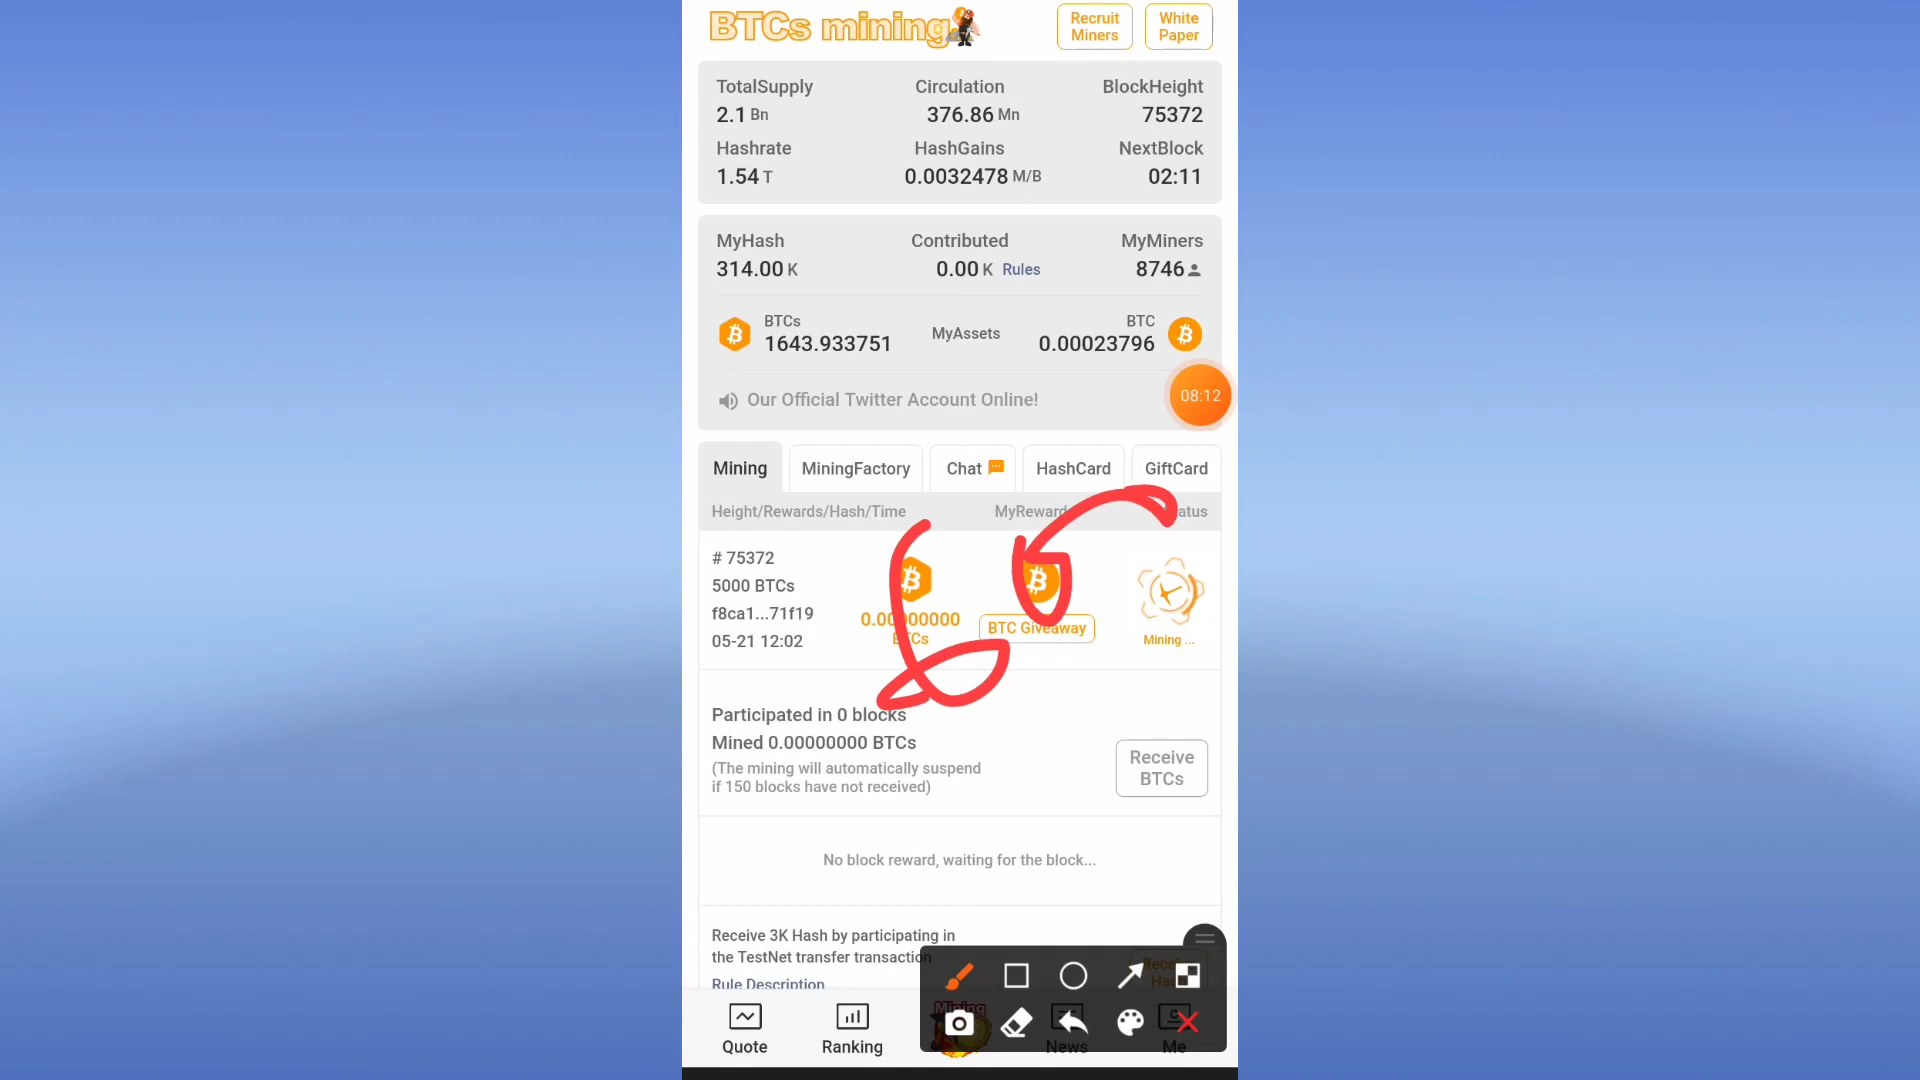 BTCs mining
Recruit Miners
White Paper
TotalSupply Circulation BlockHeight
2.1 Bn 376.86 Mn 75372
Hashrate HashGains NextBlock
1.54 T 0.0032478 M/B 02:11
MyHash Contributed MyMiners
314.00 K 0.00 K Rules 8746
BTCs BTC
1643.933751 MyAssets 0.00023796
Our Official Twitter Account Online!
08:12
Mining MiningFactory Chat HashCard GiftCard
Height/Rewards/Hash/Time
# 75372
5000 BTCs
f8ca1...71f19
05-21 12:02
BTC Giveaway
Mining ...
Participated in 0 blocks
Mined 0.00000000 BTCs
(The mining will automatically suspend
if 150 blocks have not received)
Receive
BTCs
No block reward, waiting for the block...
Receive 3K Hash by participating in
the TestNet transfer transaction
Rule Description
Mining
Quote Ranking News Me